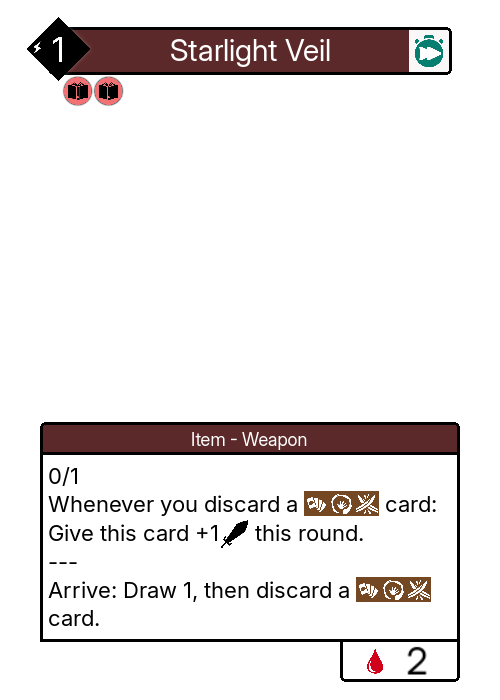 1
Starlight Veil
Item - Weapon
0/1
Whenever you discard a card:
Give this card +1 this round.
---
Arrive: Draw 1, then discard a
card.
2